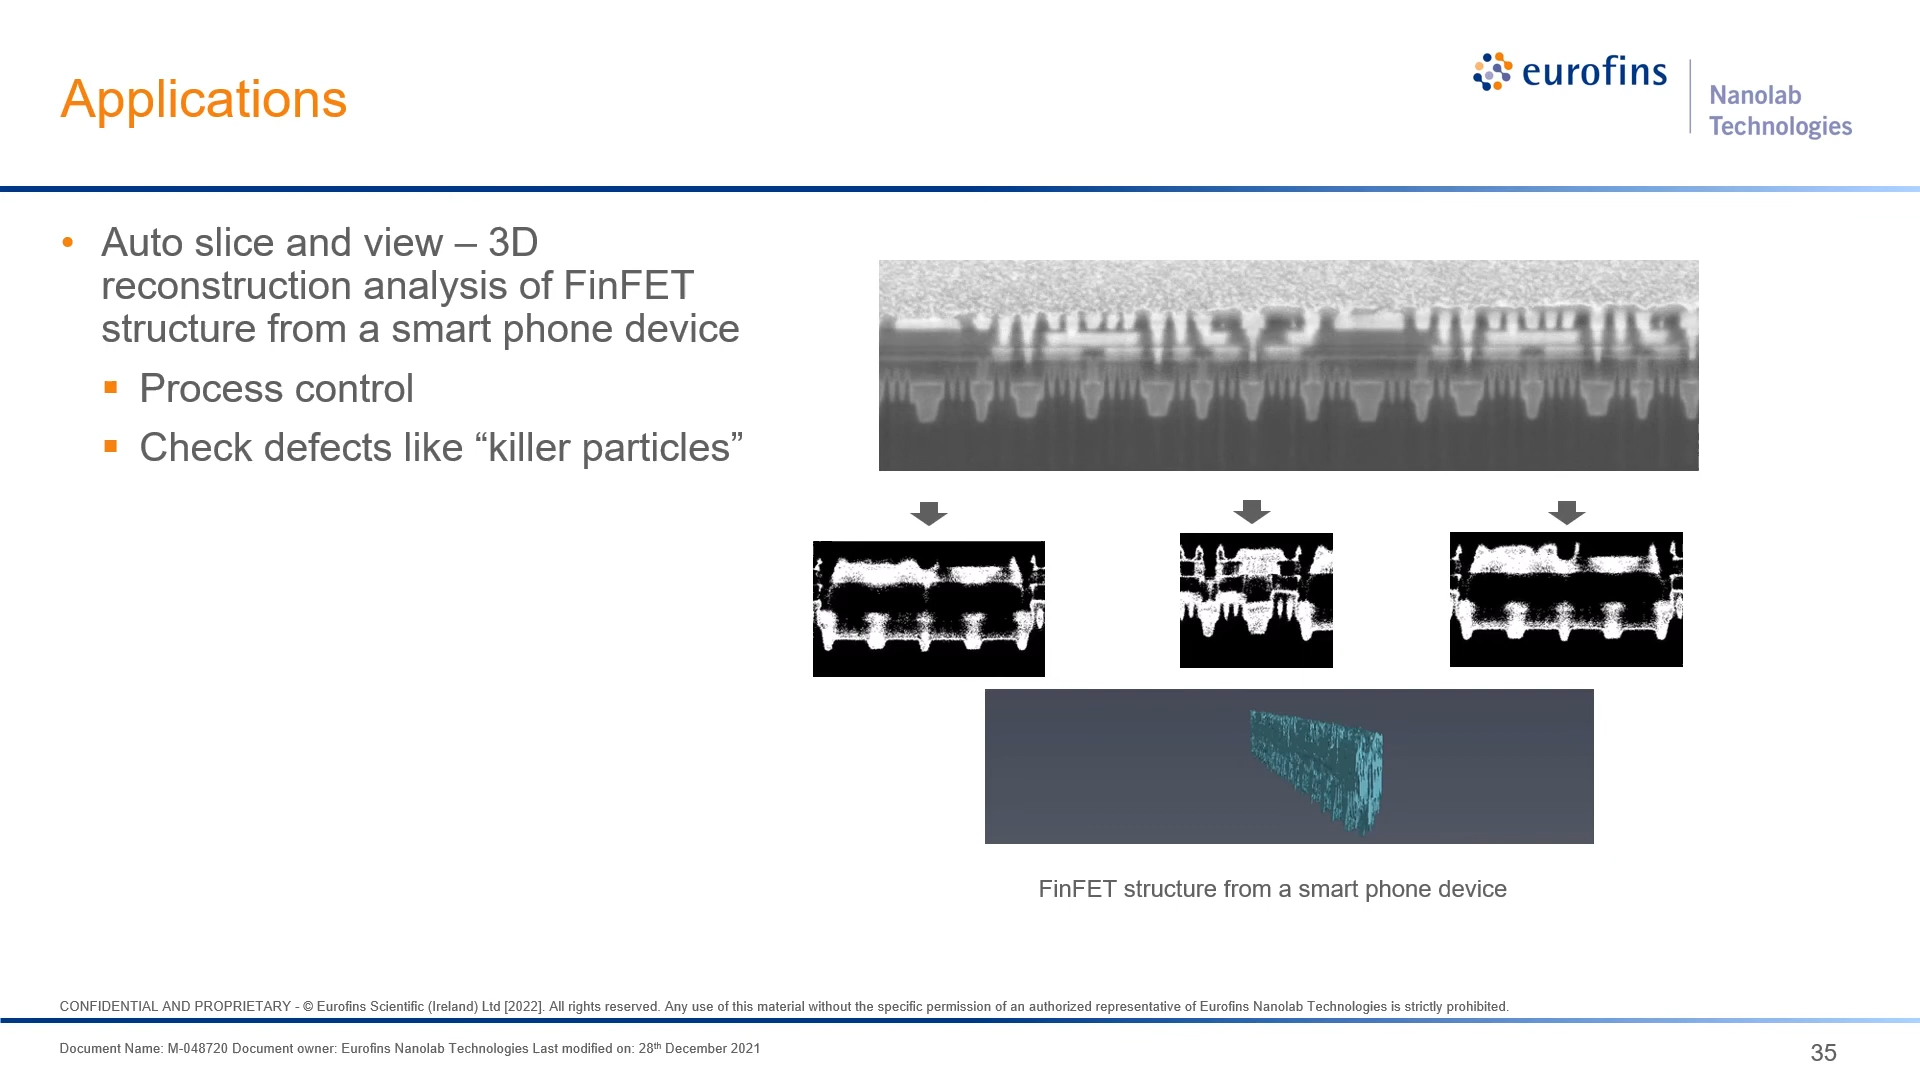 Applications
eurofins
Nanolab
Technologies
• Auto slice and view – 3D
reconstruction analysis of FinFET
structure from a smart phone device
▪ Process control
▪ Check defects like “killer particles”
FinFET structure from a smart phone device
CONFIDENTIAL AND PROPRIETARY - © Eurofins Scientific (Ireland) Ltd [2022]. All rights reserved. Any use of this material without the specific permission of an authorized representative of Eurofins Nanolab Technologies is strictly prohibited.
Document Name: M-048720 Document owner: Eurofins Nanolab Technologies Last modified on: 28th December 2021
35